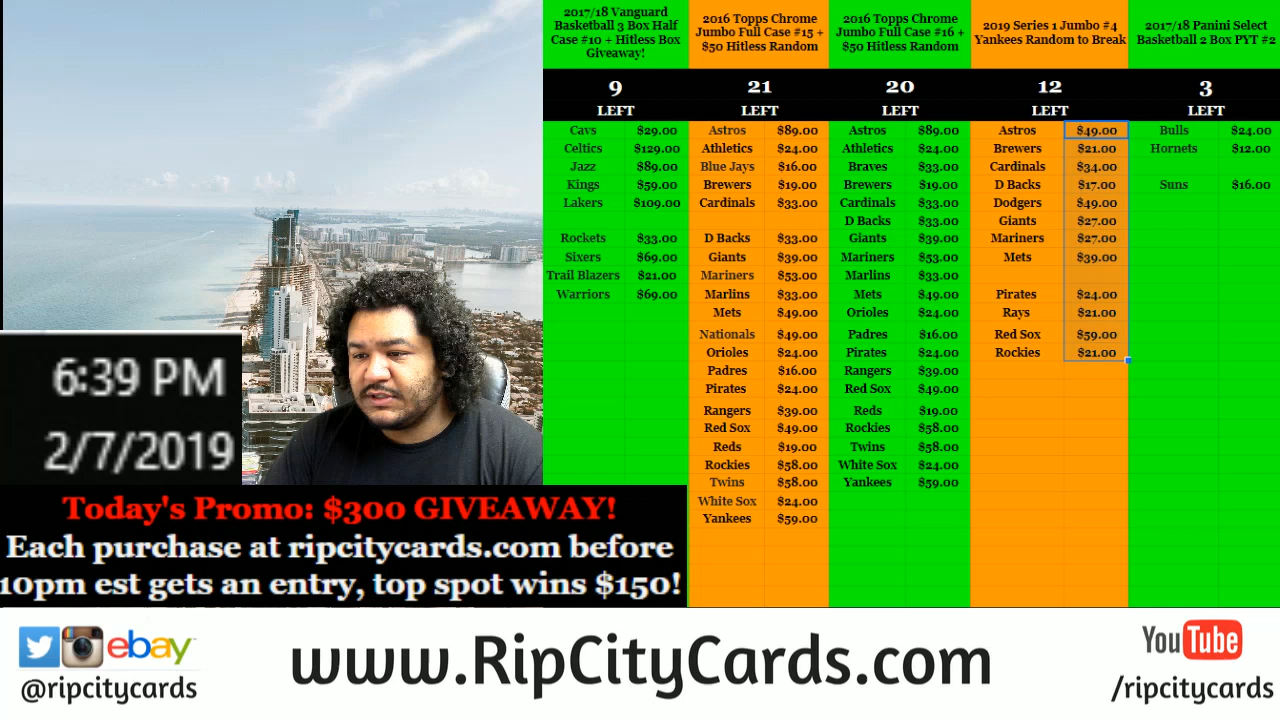 2017/18 Vanguard
Basketball 3 Box Half
Case #10 + Hitless Box
Giveaway!
9
LEFT
Cavs $29.00
Celtics $129.00
Jazz $89.00
Kings $59.00
Lakers $109.00
Rockets $33.00
Sixers $69.00
Trail Blazers $21.00
Warriors $69.00
2016 Topps Chrome
Jumbo Full Case #15 +
$50 Hitless Random
21
LEFT
Astros $89.00
Athletics $24.00
Blue Jays $16.00
Brewers $19.00
Cardinals $33.00
D Backs $33.00
Giants $39.00
Mariners $53.00
Marlins $33.00
Mets $49.00
Nationals $49.00
Orioles $24.00
Padres $16.00
Pirates $24.00
Rangers $39.00
Red Sox $49.00
Reds $19.00
Rockies $58.00
Twins $58.00
White Sox $24.00
Yankees $59.00
2016 Topps Chrome
Jumbo Full Case #16 +
$50 Hitless Random
20
LEFT
Astros $89.00
Athletics $24.00
Braves $33.00
Brewers $19.00
Cardinals $33.00
D Backs $33.00
Giants $39.00
Mariners $53.00
Marlins $33.00
Mets $49.00
Orioles $24.00
Padres $16.00
Pirates $24.00
Rangers $39.00
Red Sox $49.00
Reds $19.00
Rockies $58.00
Twins $58.00
White Sox $24.00
Yankees $59.00
2019 Series 1 Jumbo #4
Yankees Random to Break
12
LEFT
Astros $49.00
Brewers $21.00
Cardinals $34.00
D Backs $17.00
Dodgers $49.00
Giants $27.00
Mariners $27.00
Mets $39.00
Pirates $24.00
Rays $21.00
Red Sox $59.00
Rockies $21.00
2017/18 Panini Select
Basketball 2 Box PYT #2
3
LEFT
Bulls $24.00
Hornets $12.00
Suns $16.00
6:39 PM
2/7/2019
Today's Promo: $300 GIVEAWAY!
Each purchase at ripcitycards.com before
10pm est gets an entry, top spot wins $150!
ebay
@ripcitycards
www.RipCityCards.com
YouTube
/ripcitycards